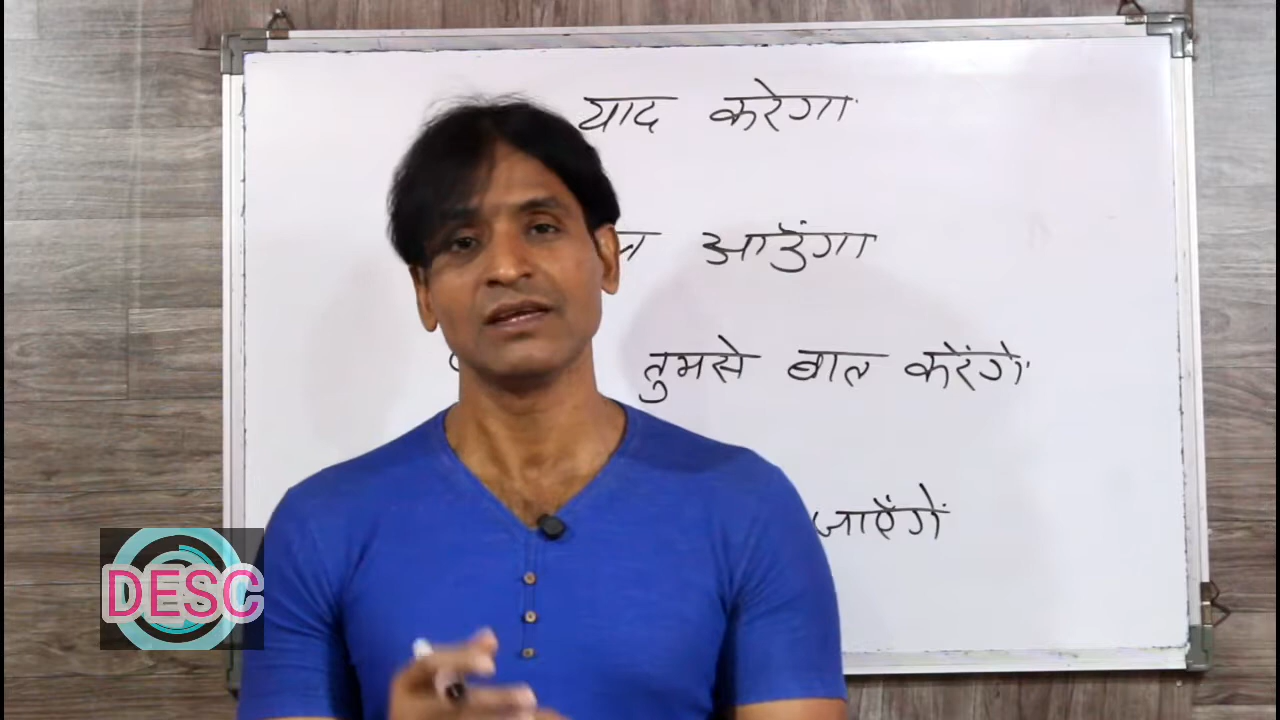 याद करेगा
आउंगा
तुमसे बात करेंगे
जाएँगें
DESC